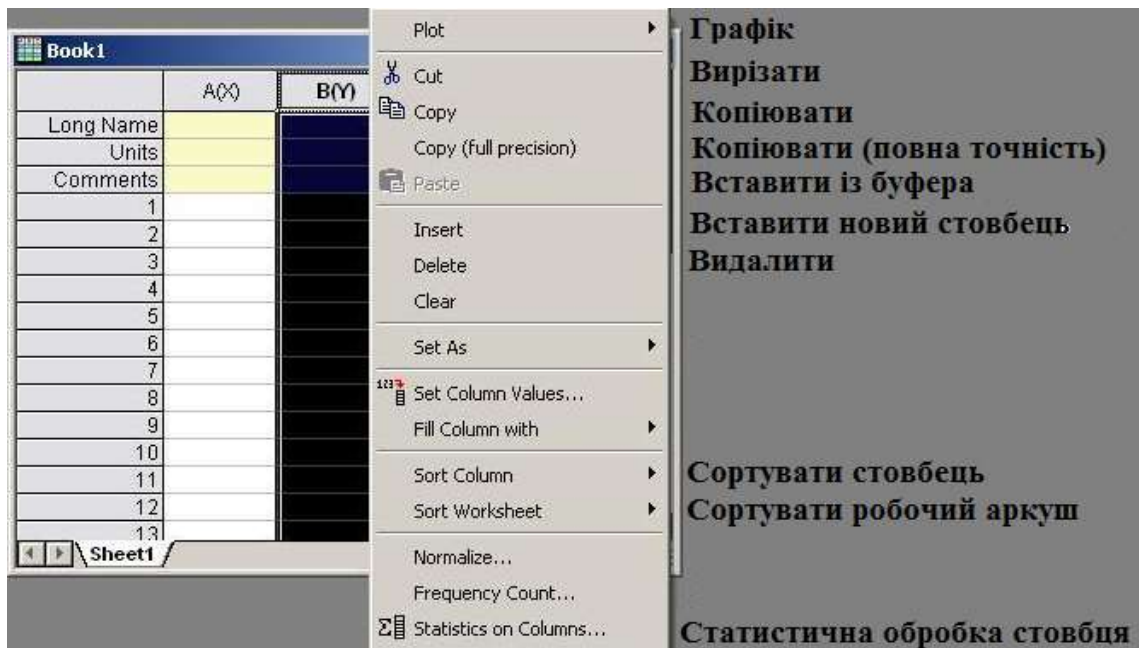 Book1
A(X) B(Y)
Long Name
Units
Comments
1
2
3
4
5
6
7
8
9
10
11
12
13
Sheet1
Plot
Cut
Copy
Copy (full precision)
Paste
Insert
Delete
Clear
Set As
Set Column Values...
Fill Column with
Sort Column
Sort Worksheet
Normalize...
Frequency Count...
Statistics on Columns...
Графік
Вирізати
Копіювати
Копіювати (повна точність)
Вставити із буфера
Вставити новий стовбець
Видалити
Сортувати стовбець
Сортувати робочий аркуш
Статистична обробка стовбця